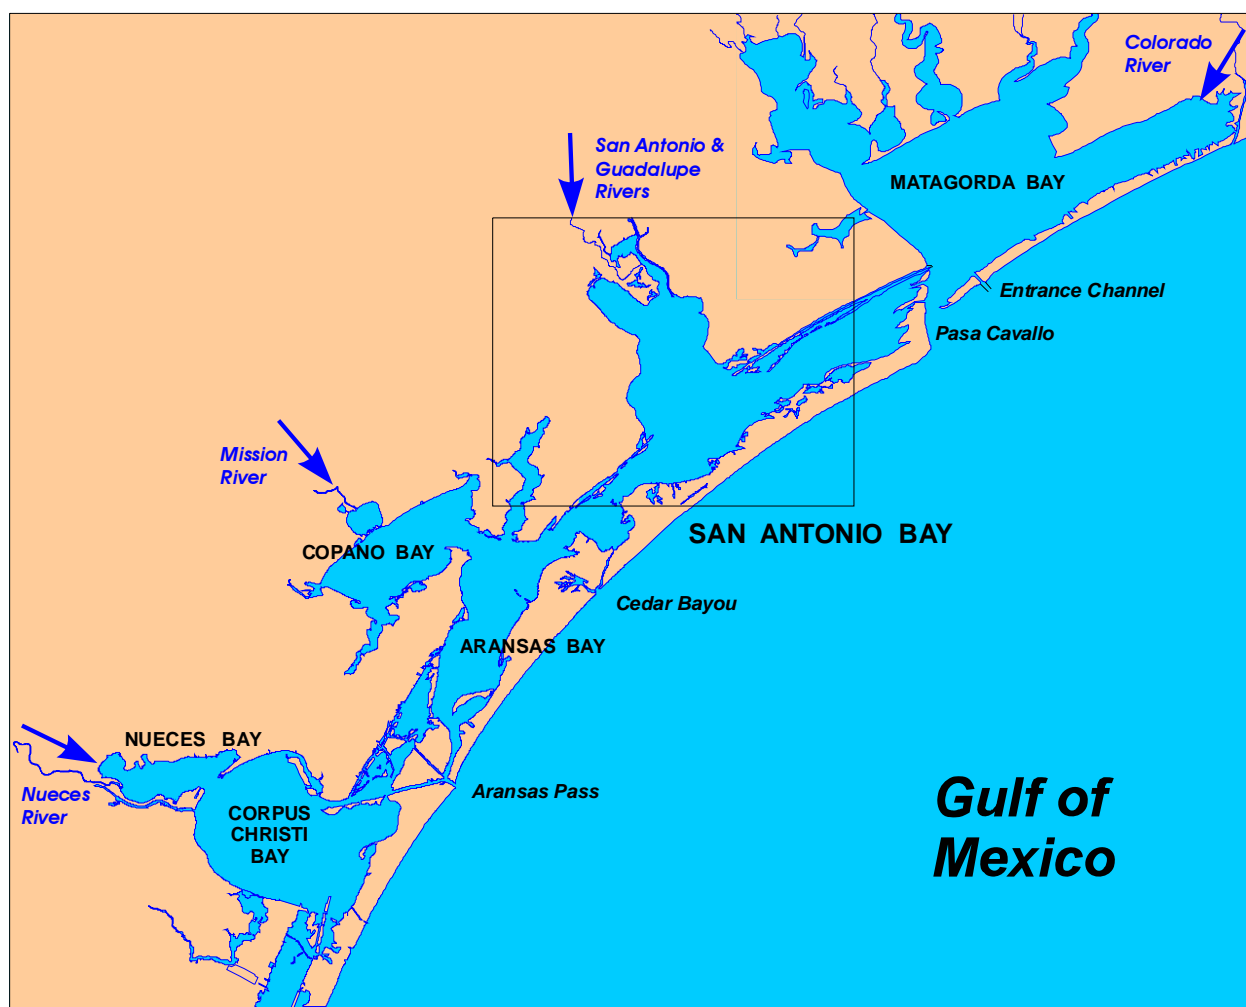 Colorado
River
San Antonio &
Guadalupe
Rivers
MATAGORDA BAY
Entrance Channel
Pasa Cavallo
Mission
River
SAN ANTONIO BAY
COPANO BAY
Cedar Bayou
ARANSAS BAY
NUECES BAY
Nueces
River
Aransas Pass
CORPUS
CHRISTI
BAY
Gulf of
Mexico